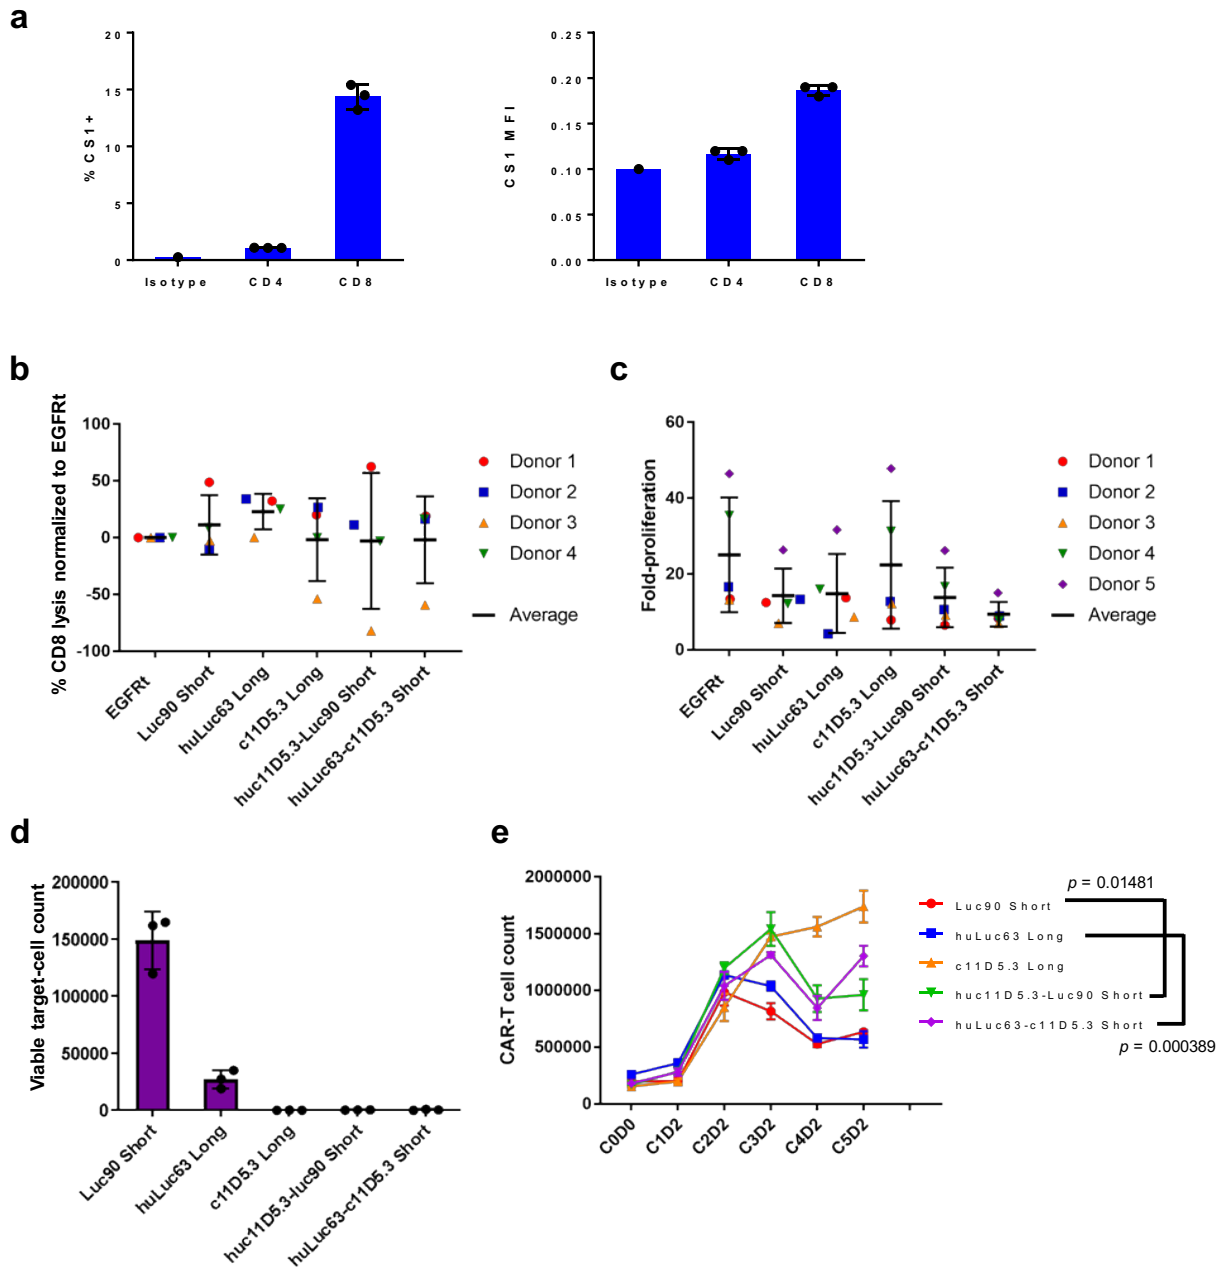 a
%CS1+
20
15
10
5
0
Isotype
CD4
CD8
CS1 MFI
0.25
0.20
0.15
0.10
0.05
0.00
Isotype
CD4
CD8
b
% CD8 lysis normalized to EGFRt
100
50
0
-50
-100
EGFRt
Luc90 Short
huLuc63 Long
c11D5.3 Long
huc11D5.3-Luc90 Short
huLuc63-c11D5.3 Short
Donor 1
Donor 2
Donor 3
Donor 4
Average
c
Fold-proliferation
60
40
20
0
EGFRt
Luc90 Short
huLuc63 Long
c11D5.3 Long
huc11D5.3-Luc90 Short
huLuc63-c11D5.3 Short
Donor 1
Donor 2
Donor 3
Donor 4
Donor 5
Average
d
Viable target-cell count
200000
150000
100000
50000
0
Luc90 Short
huLuc63 Long
c11D5.3 Long
huc11D5.3-luc90 Short
huLuc63-c11D5.3 Short
e
CAR-T cell count
2000000
1500000
1000000
500000
0
C0D0
C1D2
C2D2
C3D2
C4D2
C5D2
p = 0.01481
Luc90 Short
huLuc63 Long
c11D5.3 Long
huc11D5.3-Luc90 Short
huLuc63-c11D5.3 Short
p = 0.000389